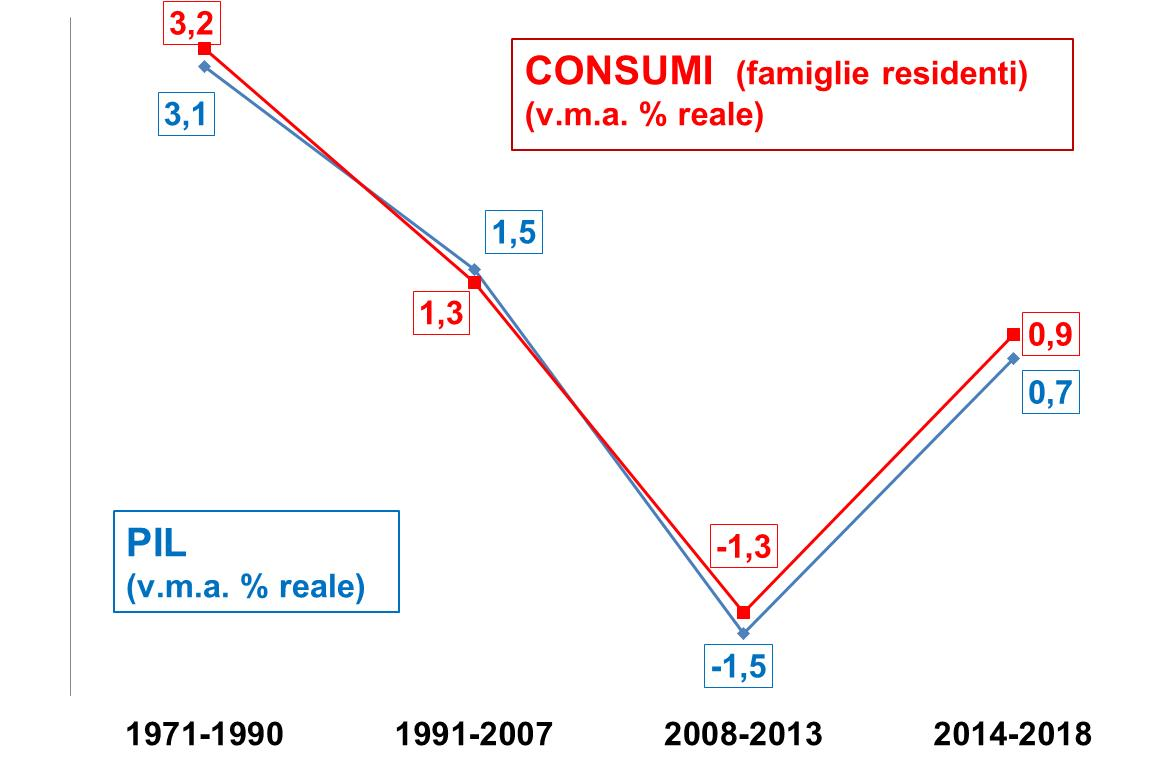 3,2
CONSUMI (famiglie residenti)
(v.m.a. % reale)
3,1
1,5
1,3
0,9
0,7
PIL
(v.m.a. % reale)
-1,3
-1,5
1971-1990 1991-2007 2008-2013 2014-2018